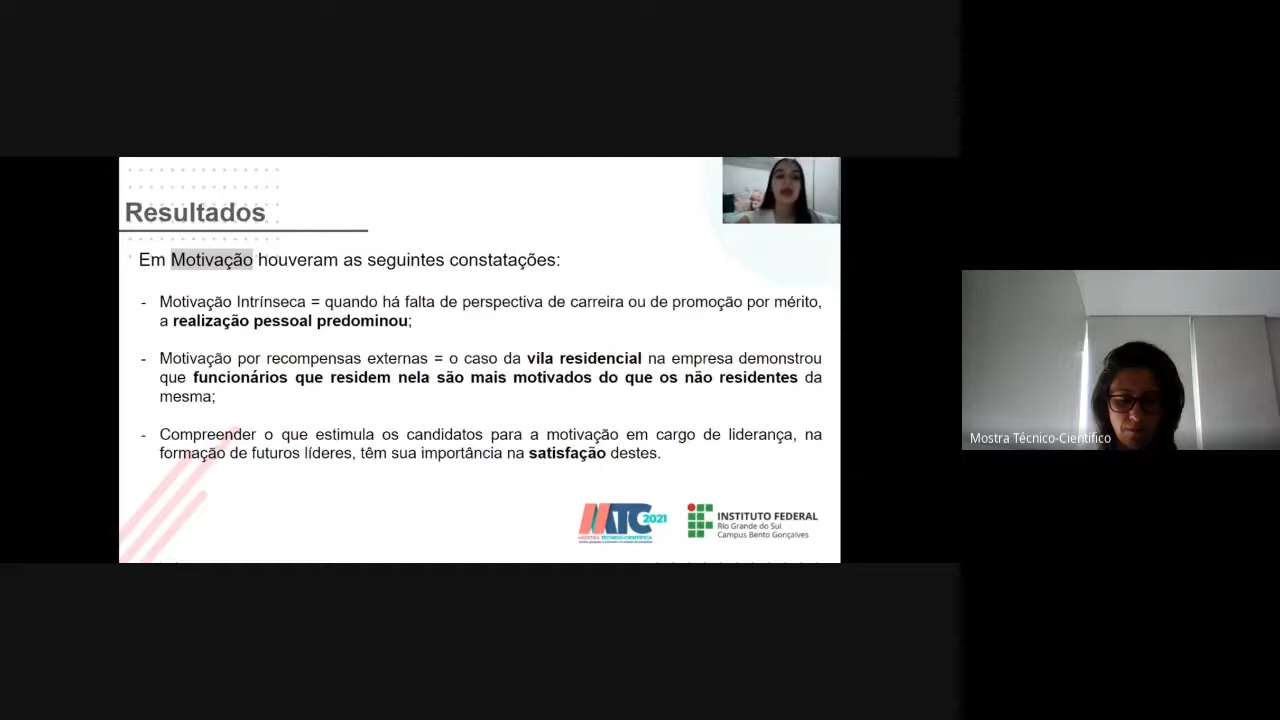 Resultados
Em Motivação houveram as seguintes constatações:
- Motivação Intrínseca = quando há falta de perspectiva de carreira ou de promoção por mérito,
a realização pessoal predominou;
- Motivação por recompensas externas = o caso da vila residencial na empresa demonstrou
que funcionários que residem nela são mais motivados do que os não residentes da
mesma;
- Compreender o que estimula os candidatos para a motivação em cargo de liderança, na
formação de futuros líderes, têm sua importância na satisfação destes.
MTC 2021
MOSTRA TÉCNICO-CIENTÍFICA
INSTITUTO FEDERAL
Rio Grande do Sul
Campus Bento Gonçalves
Mostra Técnico-Científico